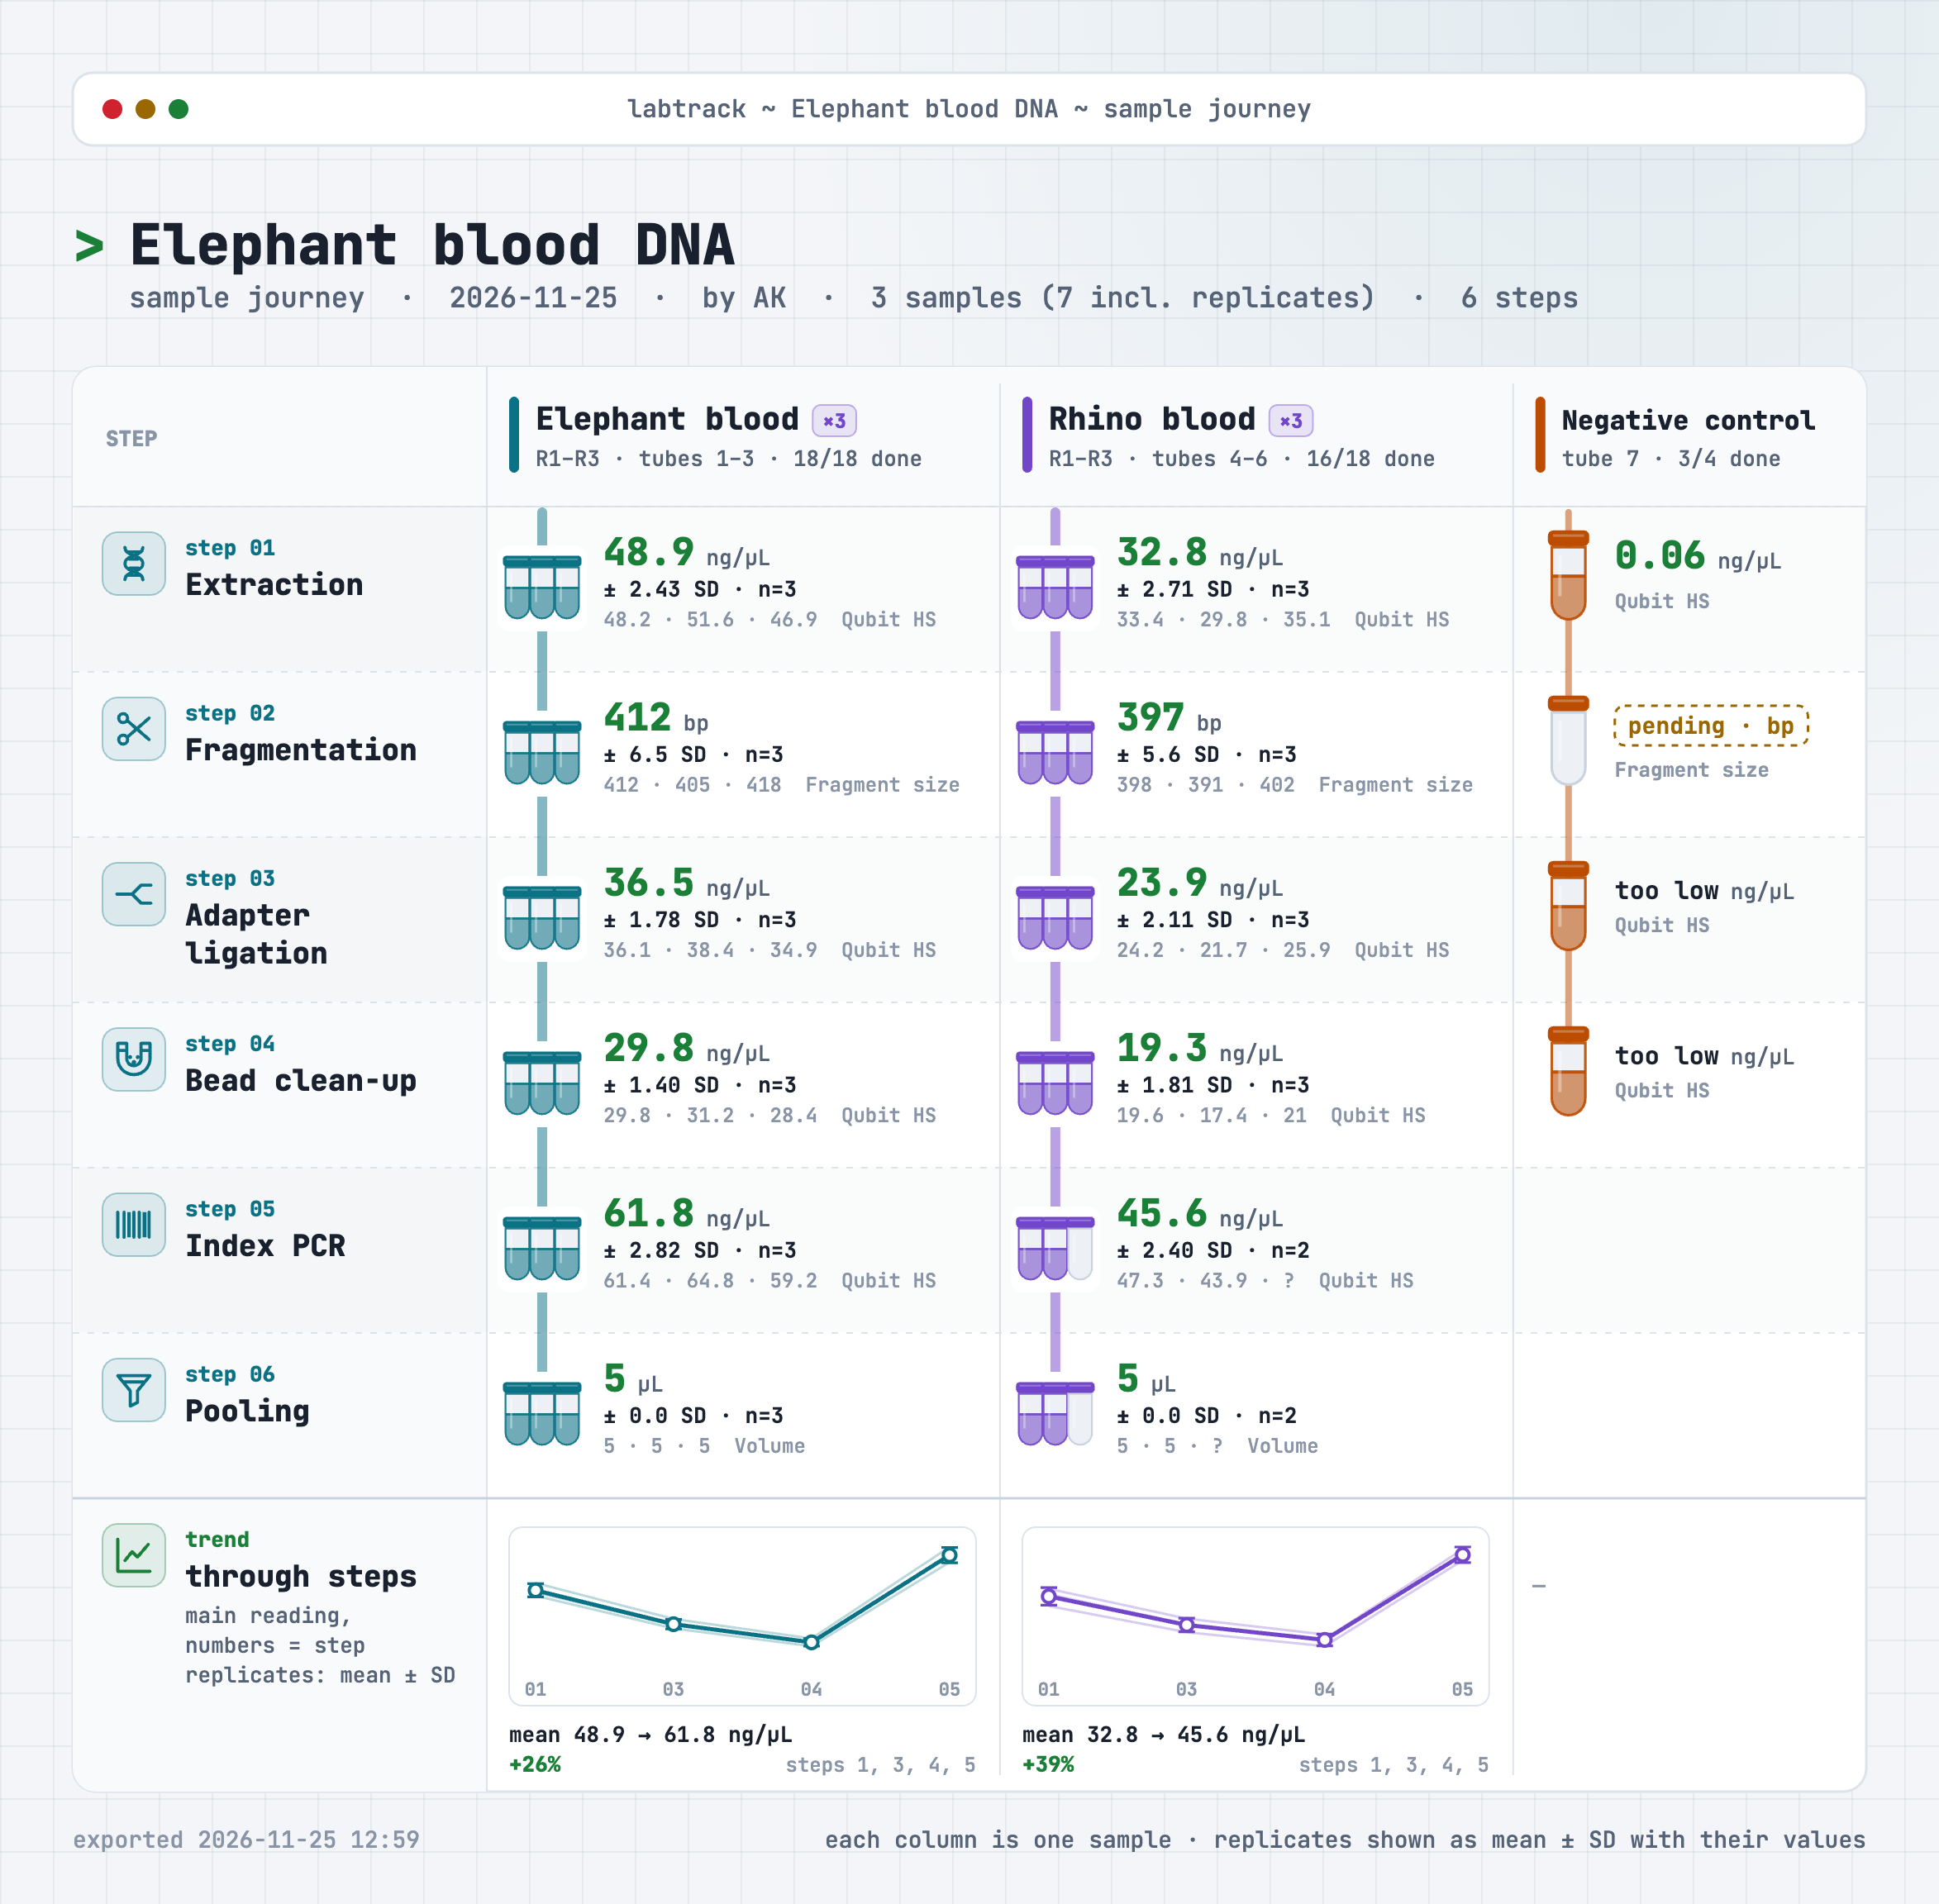 labtrack ~ Elephant blood DNA ~ sample journey
> Elephant blood DNA
sample journey · 2026-11-25 · by AK · 3 samples (7 incl. replicates) · 6 steps
STEP
Elephant blood ×3
R1–R3 · tubes 1–3 · 18/18 done
Rhino blood ×3
R1–R3 · tubes 4–6 · 16/18 done
Negative control
tube 7 · 3/4 done
step 01
Extraction
48.9 ng/µL
± 2.43 SD · n=3
48.2 · 51.6 · 46.9 Qubit HS
32.8 ng/µL
± 2.71 SD · n=3
33.4 · 29.8 · 35.1 Qubit HS
0.06 ng/µL
Qubit HS
step 02
Fragmentation
412 bp
± 6.5 SD · n=3
412 · 405 · 418 Fragment size
397 bp
± 5.6 SD · n=3
398 · 391 · 402 Fragment size
pending · bp
Fragment size
step 03
Adapter
ligation
36.5 ng/µL
± 1.78 SD · n=3
36.1 · 38.4 · 34.9 Qubit HS
23.9 ng/µL
± 2.11 SD · n=3
24.2 · 21.7 · 25.9 Qubit HS
too low ng/µL
Qubit HS
step 04
Bead clean-up
29.8 ng/µL
± 1.40 SD · n=3
29.8 · 31.2 · 28.4 Qubit HS
19.3 ng/µL
± 1.81 SD · n=3
19.6 · 17.4 · 21 Qubit HS
too low ng/µL
Qubit HS
step 05
Index PCR
61.8 ng/µL
± 2.82 SD · n=3
61.4 · 64.8 · 59.2 Qubit HS
45.6 ng/µL
± 2.40 SD · n=2
47.3 · 43.9 · ? Qubit HS
step 06
Pooling
5 µL
± 0.0 SD · n=3
5 · 5 · 5 Volume
5 µL
± 0.0 SD · n=2
5 · 5 · ? Volume
trend
through steps
main reading,
numbers = step
replicates: mean ± SD
01 03 04 05
mean 48.9 → 61.8 ng/µL
+26% steps 1, 3, 4, 5
01 03 04 05
mean 32.8 → 45.6 ng/µL
+39% steps 1, 3, 4, 5
–
exported 2026-11-25 12:59
each column is one sample · replicates shown as mean ± SD with their values